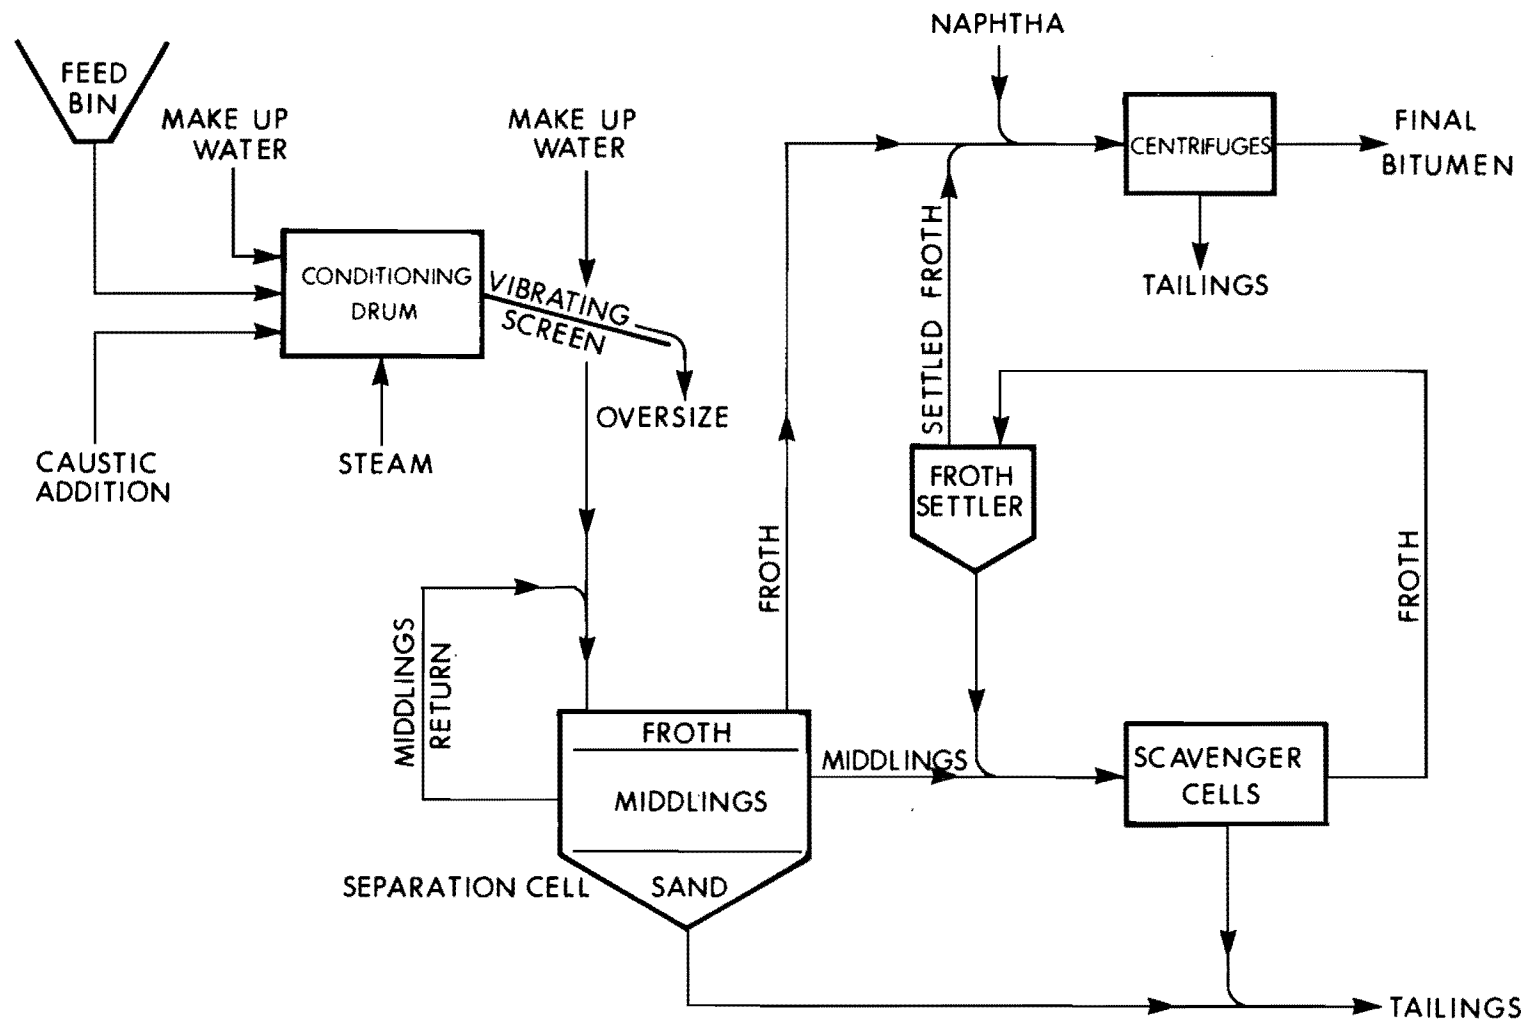 NAPHTHA
FEED
BIN
MAKE UP
WATER
MAKE UP
WATER
CENTRIFUGES
FINAL
BITUMEN
CONDITIONING
DRUM
VIBRATING
SCREEN
TAILINGS
SETTLED FROTH
OVERSIZE
CAUSTIC
ADDITION
STEAM
FROTH
SETTLER
FROTH
FROTH
MIDDLINGS
RETURN
FROTH
MIDDLINGS
MIDDLINGS
SCAVENGER
CELLS
SEPARATION CELL
SAND
TAILINGS